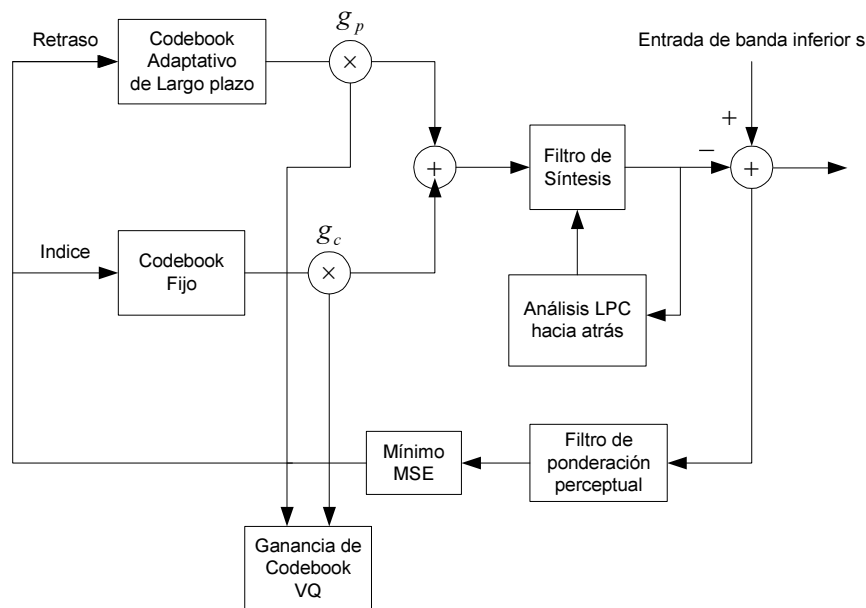 Retraso
Codebook
Adaptativo
de Largo plazo
g_p
×
Entrada de banda inferior s
+
+
Filtro de
Síntesis
−
+
Indice
Codebook
Fijo
g_c
×
Análisis LPC
hacia atrás
Mínimo
MSE
Filtro de
ponderación
perceptual
Ganancia de
Codebook
VQ